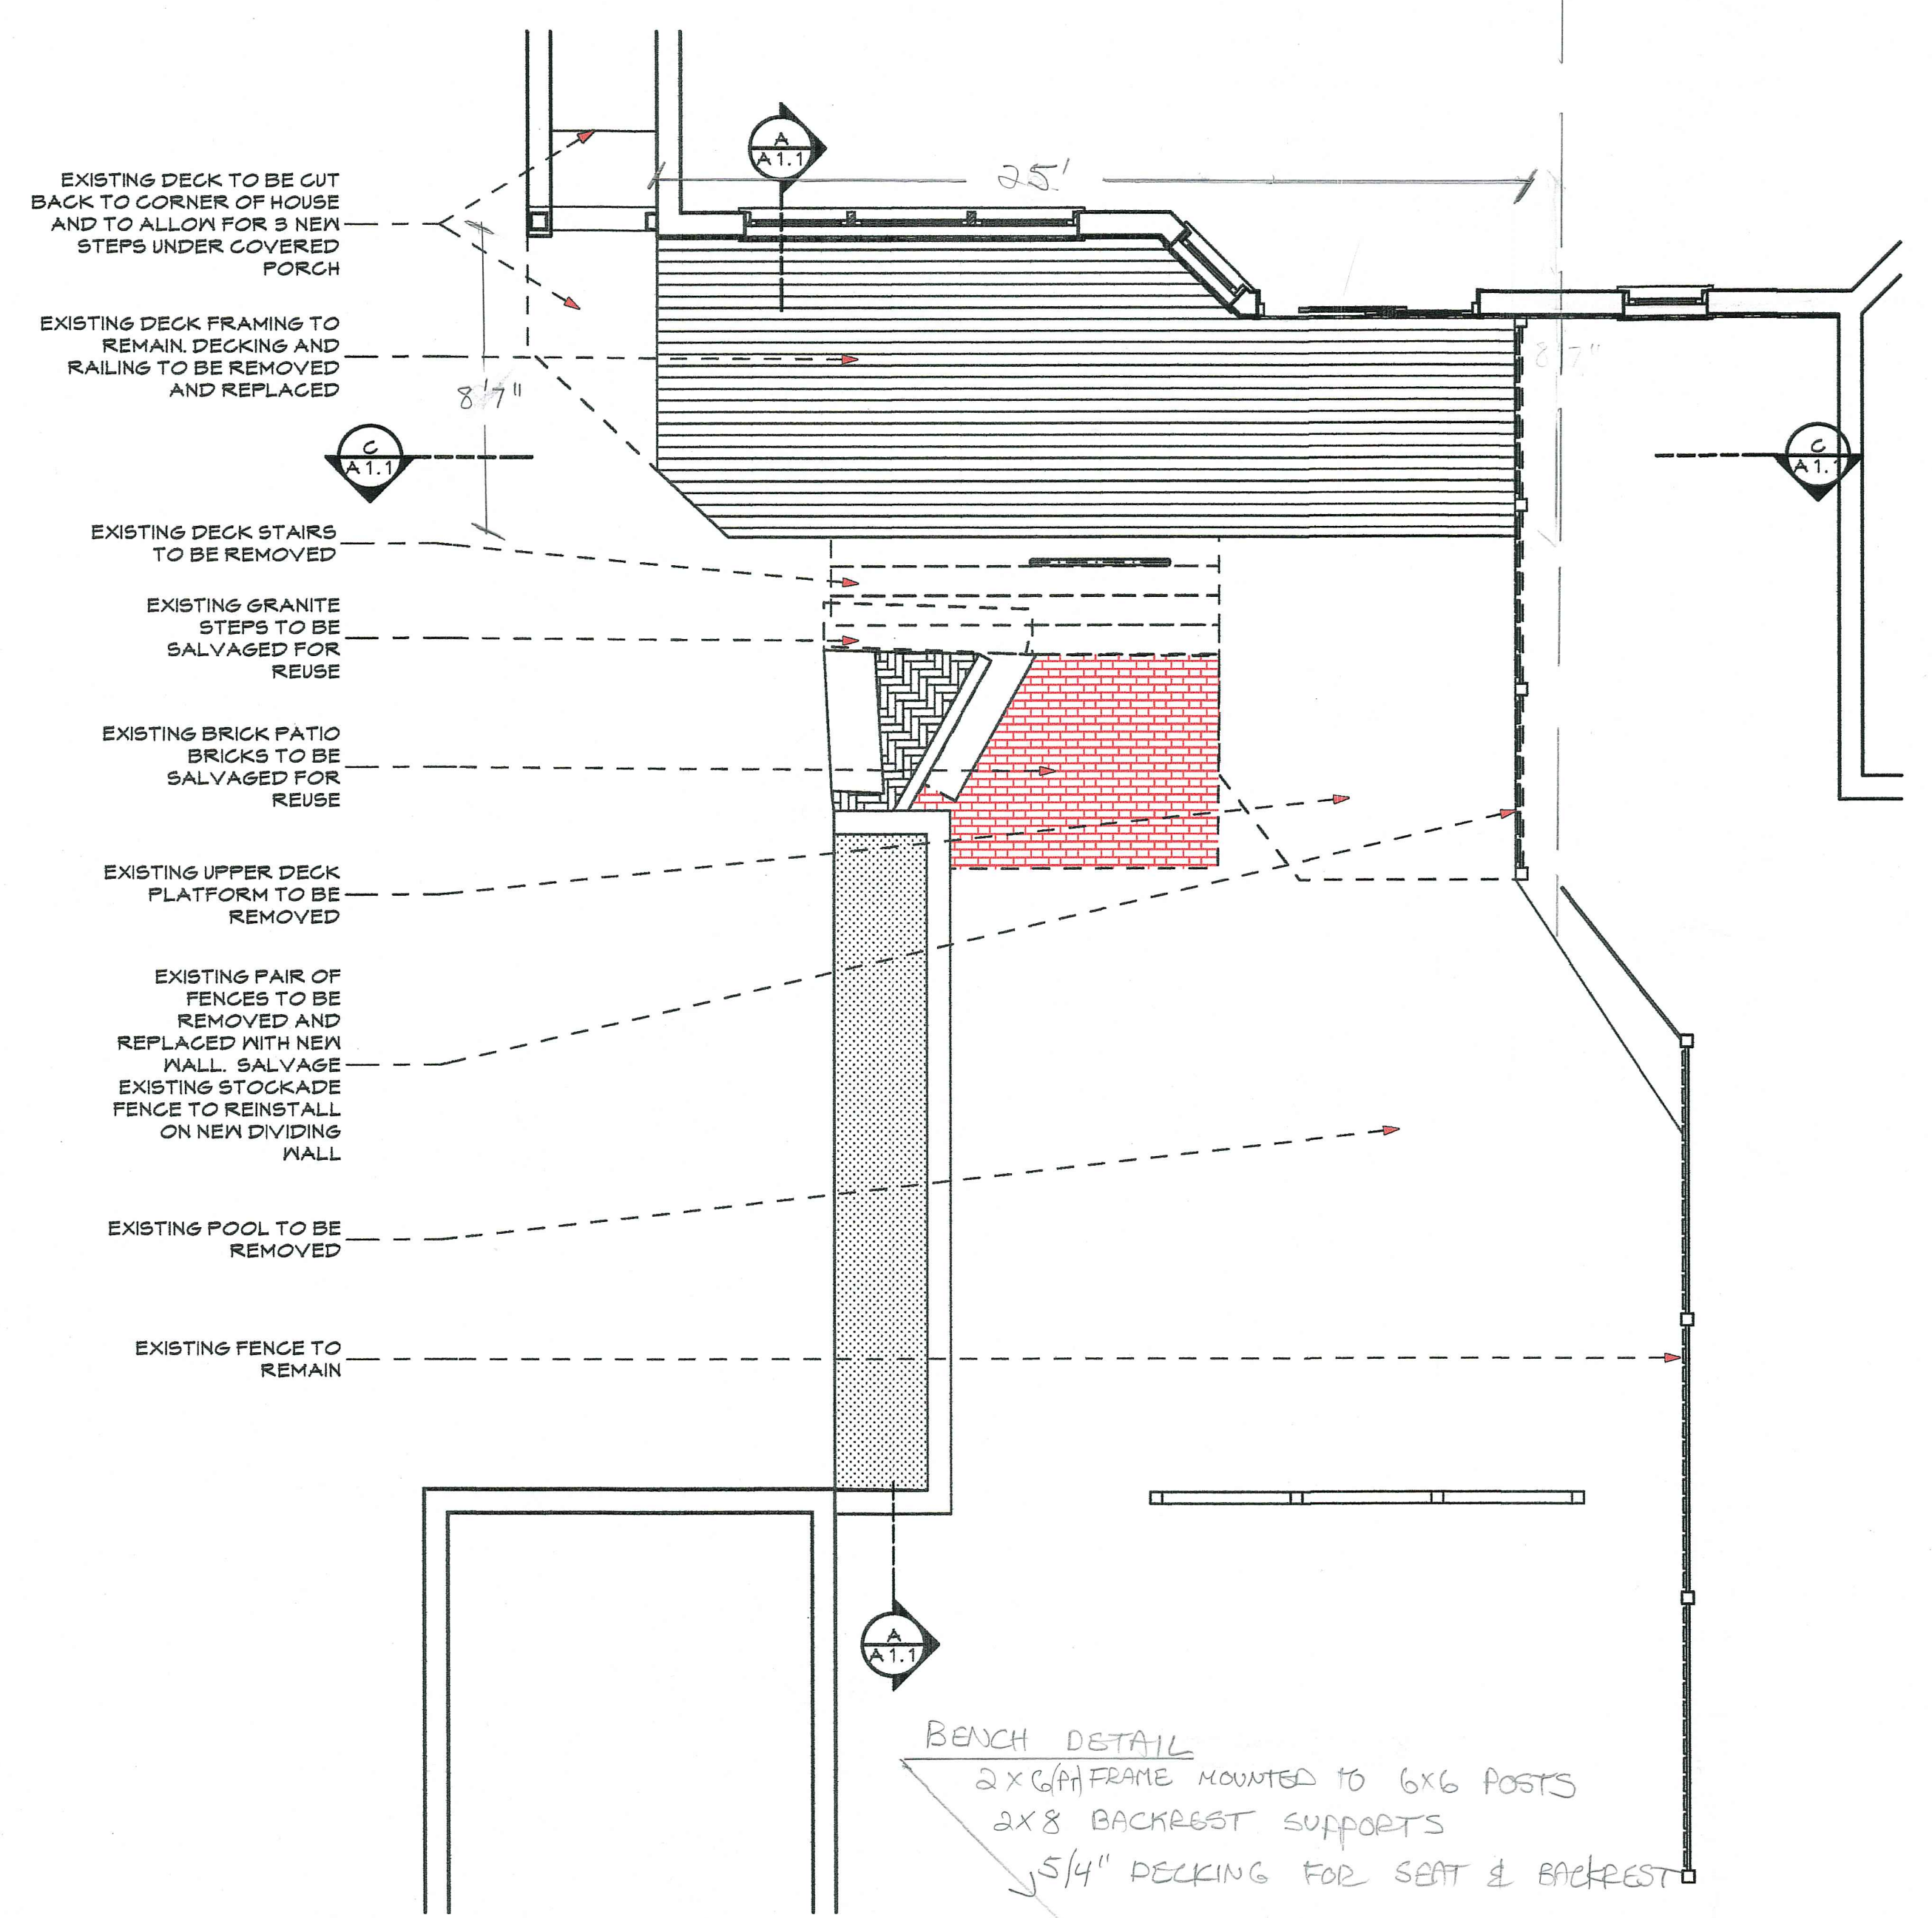 A
A1.1
25'
EXISTING DECK TO BE CUT
BACK TO CORNER OF HOUSE
AND TO ALLOW FOR 3 NEW
STEPS UNDER COVERED
PORCH
EXISTING DECK FRAMING TO
REMAIN. DECKING AND
RAILING TO BE REMOVED
AND REPLACED
8'7"
8'7"
C
A1.1
C
A1.1
EXISTING DECK STAIRS
TO BE REMOVED
EXISTING GRANITE
STEPS TO BE
SALVAGED FOR
REUSE
EXISTING BRICK PATIO
BRICKS TO BE
SALVAGED FOR
REUSE
EXISTING UPPER DECK
PLATFORM TO BE
REMOVED
EXISTING PAIR OF
FENCES TO BE
REMOVED AND
REPLACED WITH NEW
WALL. SALVAGE
EXISTING STOCKADE
FENCE TO REINSTALL
ON NEW DIVIDING
WALL
EXISTING POOL TO BE
REMOVED
EXISTING FENCE TO
REMAIN
A
A1.1
BENCH DETAIL
2X6(PT) FRAME MOUNTED TO 6X6 POSTS
2X8 BACKREST SUPPORTS
5/4" DECKING FOR SEAT & BACKREST